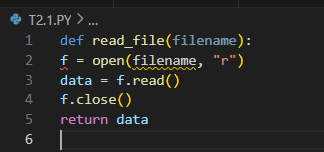 T2.1.PY > ...
1 def read_file(filename):
2 f = open(filename, "r")
3 data = f.read()
4 f.close()
5 return data
6